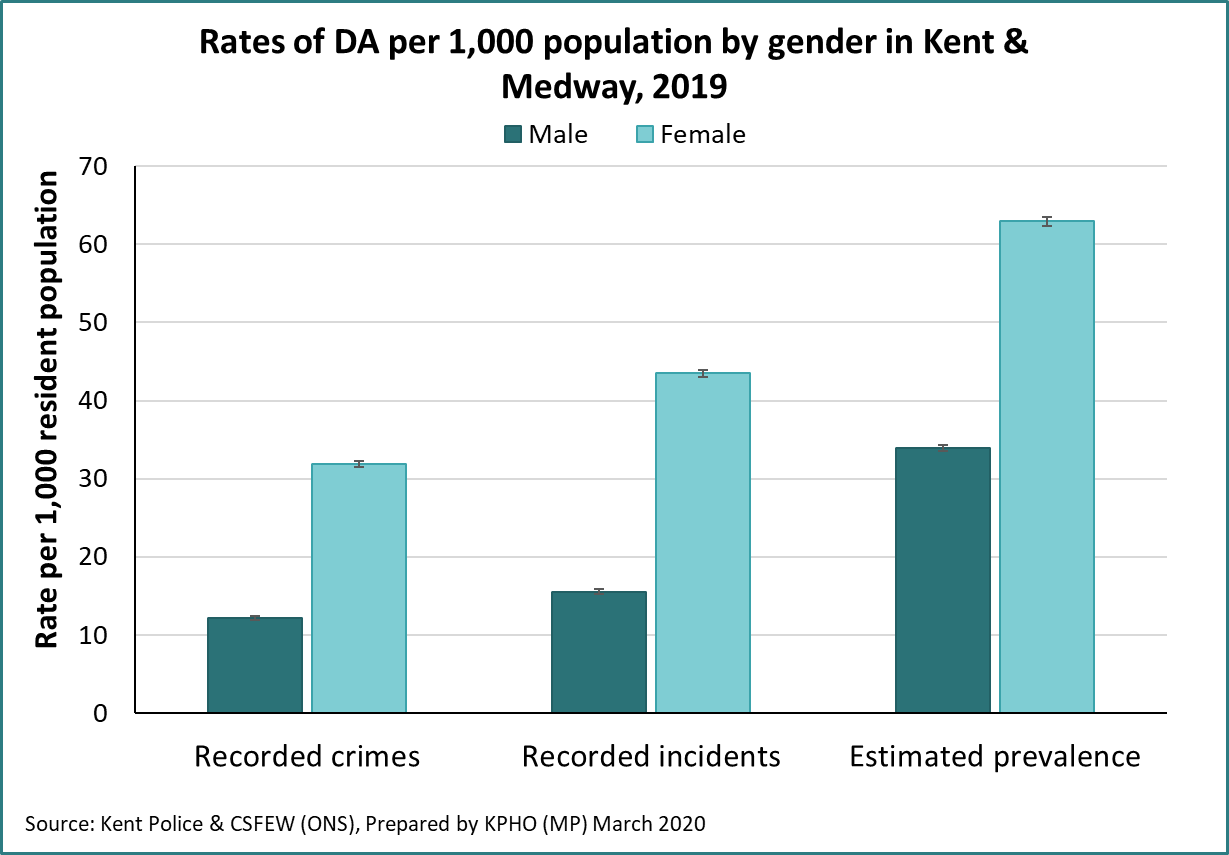 Rates of DA per 1,000 population by gender in Kent &
Medway, 2019
Male Female
Rate per 1,000 resident population
70
60
50
40
30
20
10
0
Recorded crimes Recorded incidents Estimated prevalence
Source: Kent Police & CSFEW (ONS), Prepared by KPHO (MP) March 2020